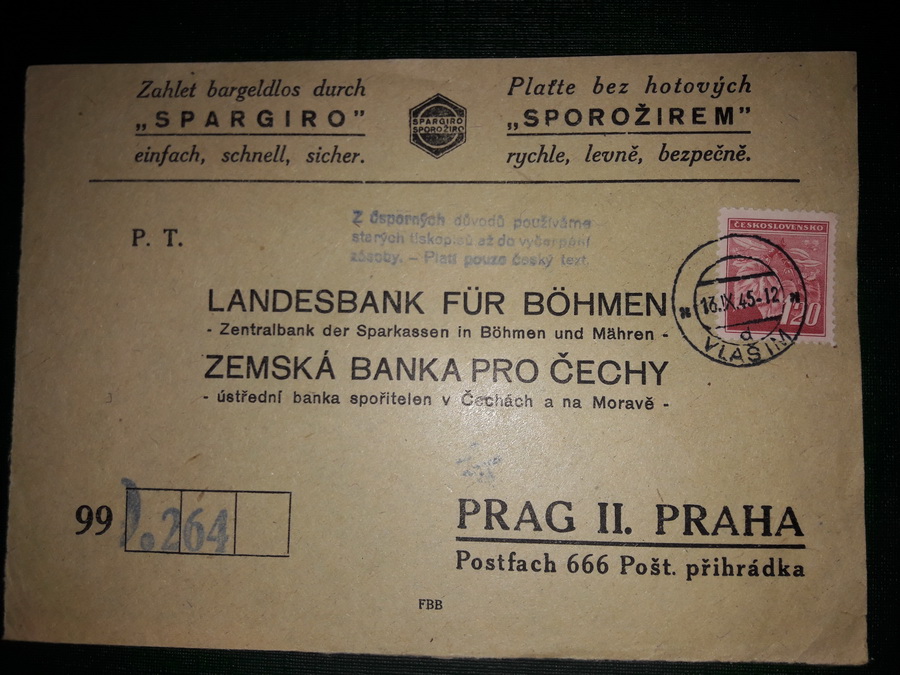 Zahlet bargeldlos durch
„SPARGIRO”
einfach, schnell, sicher.
SPARGIRO
SPOROŽIRO
Plaťte bez hotových
„SPOROŽIREM”
rychle, levně, bezpečně.
P. T.
Z úsporných důvodů používáme
starých tiskopisů až do vyčerpání
zásoby. – Platí pouze český text.
ČESKOSLOVENSKO
1.20
16.IX.45-12
a
VLAŠIM
LANDESBANK FÜR BÖHMEN
- Zentralbank der Sparkassen in Böhmen und Mähren -
ZEMSKÁ BANKA PRO ČECHY
- ústřední banka spořitelen v Čechách a na Moravě -
99
.264
PRAG II. PRAHA
Postfach 666 Pošt. přihrádka
FBB